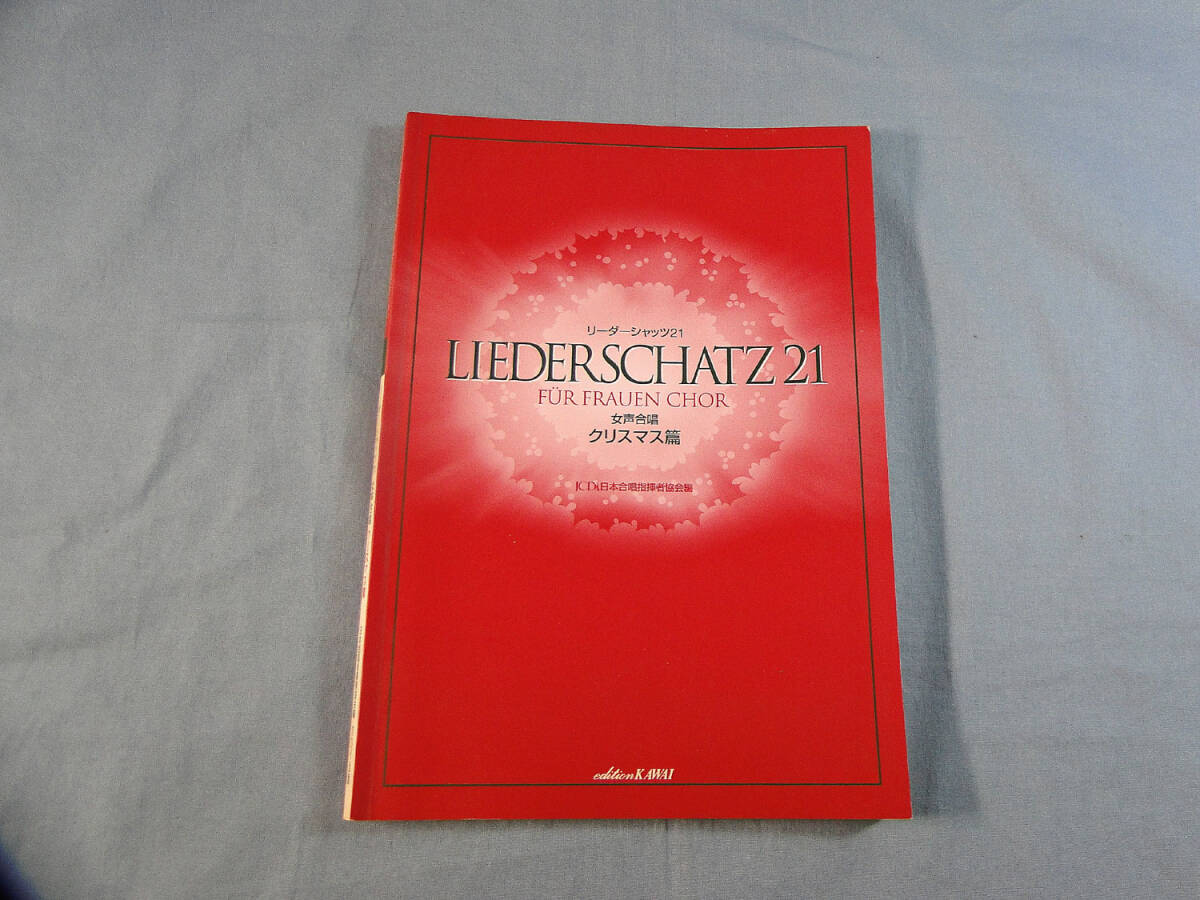 リーダーシャッツ21
LIEDERSCHATZ 21
FÜR FRAUEN CHOR
女声合唱
クリスマス篇
JCDA日本合唱指揮者協会編
edition KAWAI